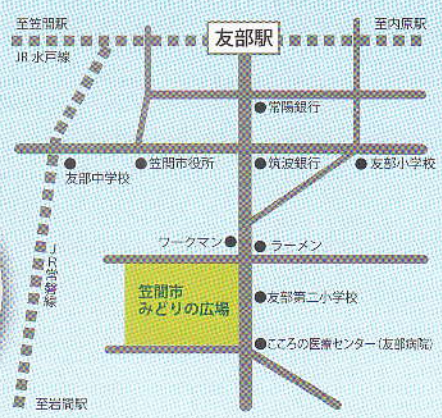 至笠間駅
友部駅
至内原駅
JR水戸線
常陽銀行
友部中学校
笠間市役所
筑波銀行
友部小学校
ワークマン
ラーメン
JR常磐線
笠間市
みどりの広場
友部第二小学校
こころの医療センター(友部病院)
至岩間駅